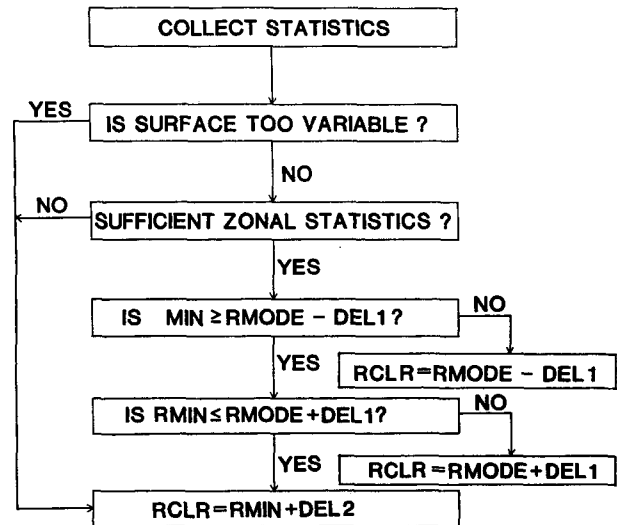 COLLECT STATISTICS
YES
IS SURFACE TOO VARIABLE ?
NO
NO
SUFFICIENT ZONAL STATISTICS ?
YES
IS MIN ≥ RMODE – DEL1?
NO
YES
RCLR=RMODE – DEL1
IS RMIN ≤ RMODE+DEL1?
NO
YES
RCLR=RMODE+DEL1
RCLR=RMIN+DEL2